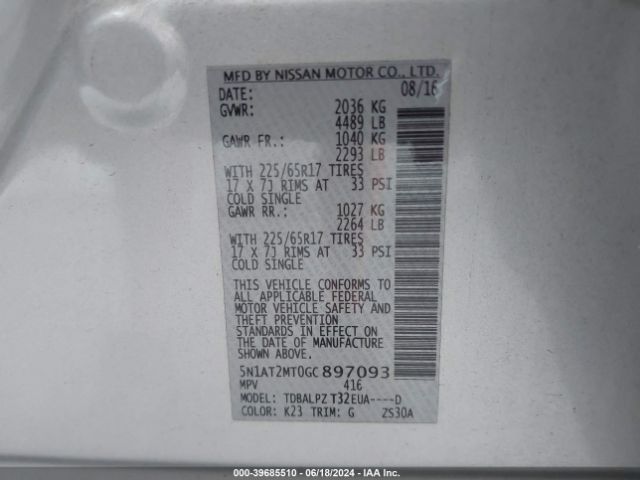 MFD BY NISSAN MOTOR CO., LTD.
DATE: 08/16
GVWR: 2036 KG
4489 LB
GAWR FR.: 1040 KG
2293 LB
WITH 225/65R17 TIRES
17 X 7J RIMS AT 33 PSI
COLD SINGLE
GAWR RR.: 1027 KG
2264 LB
WITH 225/65R17 TIRES
17 X 7J RIMS AT 33 PSI
COLD SINGLE
THIS VEHICLE CONFORMS TO
ALL APPLICABLE FEDERAL
MOTOR VEHICLE SAFETY AND
THEFT PREVENTION
STANDARDS IN EFFECT ON
THE DATE OF MANUFACTURE
SHOWN ABOVE.
5N1AT2MT0GC897093
MPV 416
MODEL: TDBALPZ T32EUA----D
COLOR: K23 TRIM: G ZS30A
000-39685510 - 06/18/2024 - IAA Inc.